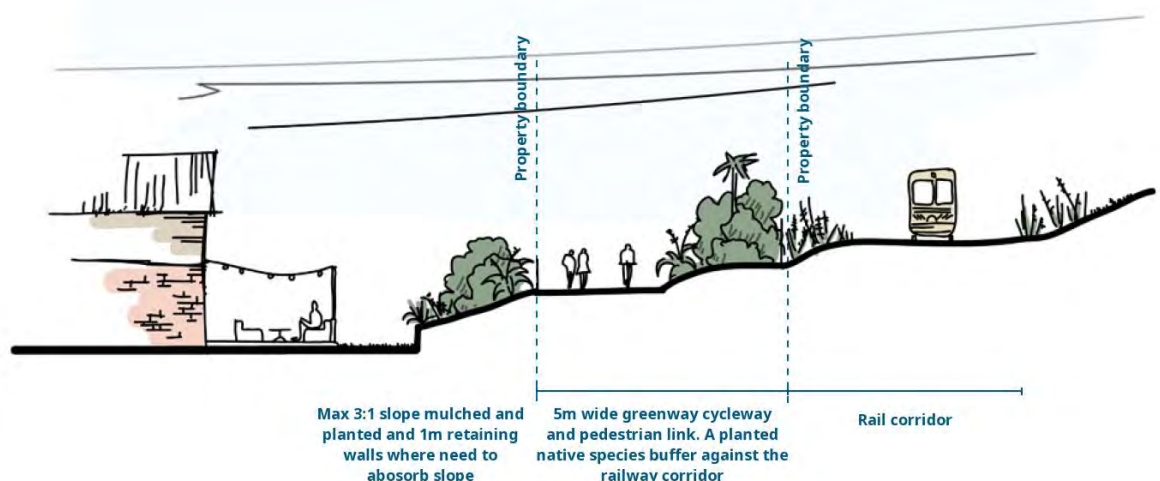 Property boundary
Property boundary
Max 3:1 slope mulched and
planted and 1m retaining
walls where need to
abosorb slope
5m wide greenway cycleway
and pedestrian link. A planted
native species buffer against the
railway corridor
Rail corridor